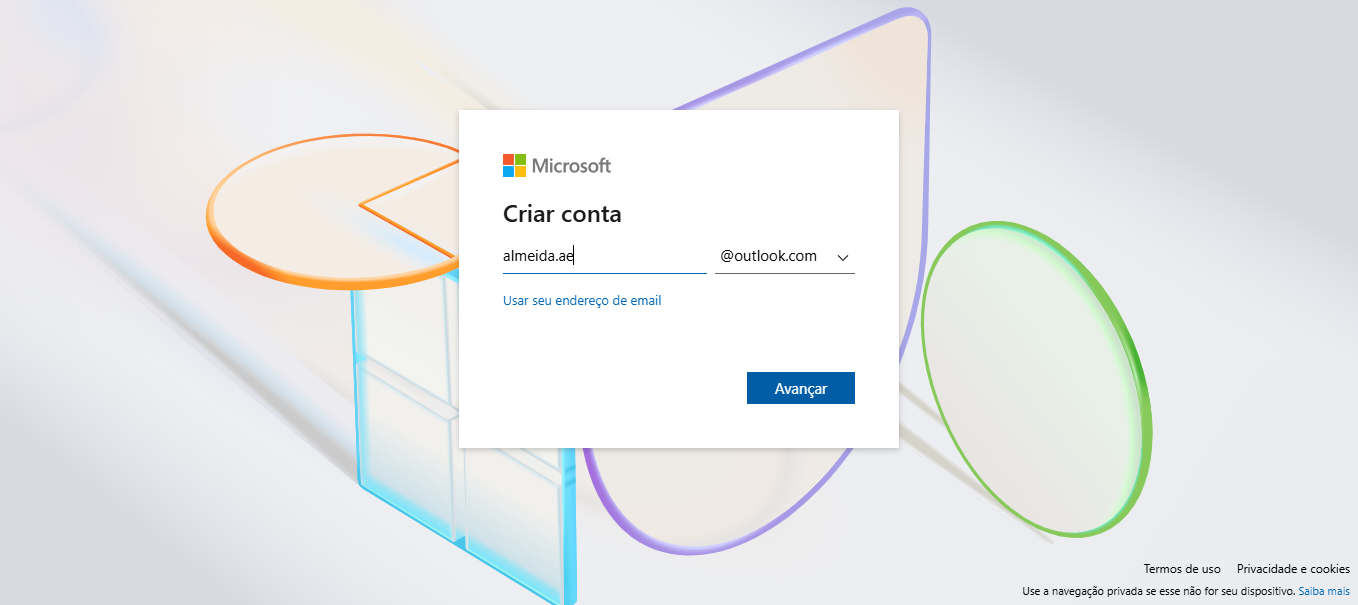 Microsoft
Criar conta
almeida.ae @outlook.com
Usar seu endereço de email
Avançar
Termos de uso Privacidade e cookies
Use a navegação privada se esse não for seu dispositivo. Saiba mais